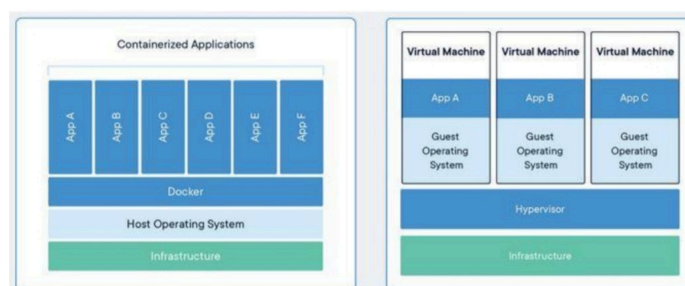 Containerized Applications
App A
App B
App C
App D
App E
App F
Docker
Host Operating System
Infrastructure
Virtual Machine
Virtual Machine
Virtual Machine
App A
App B
App C
Guest
Operating
System
Guest
Operating
System
Guest
Operating
System
Hypervisor
Infrastructure